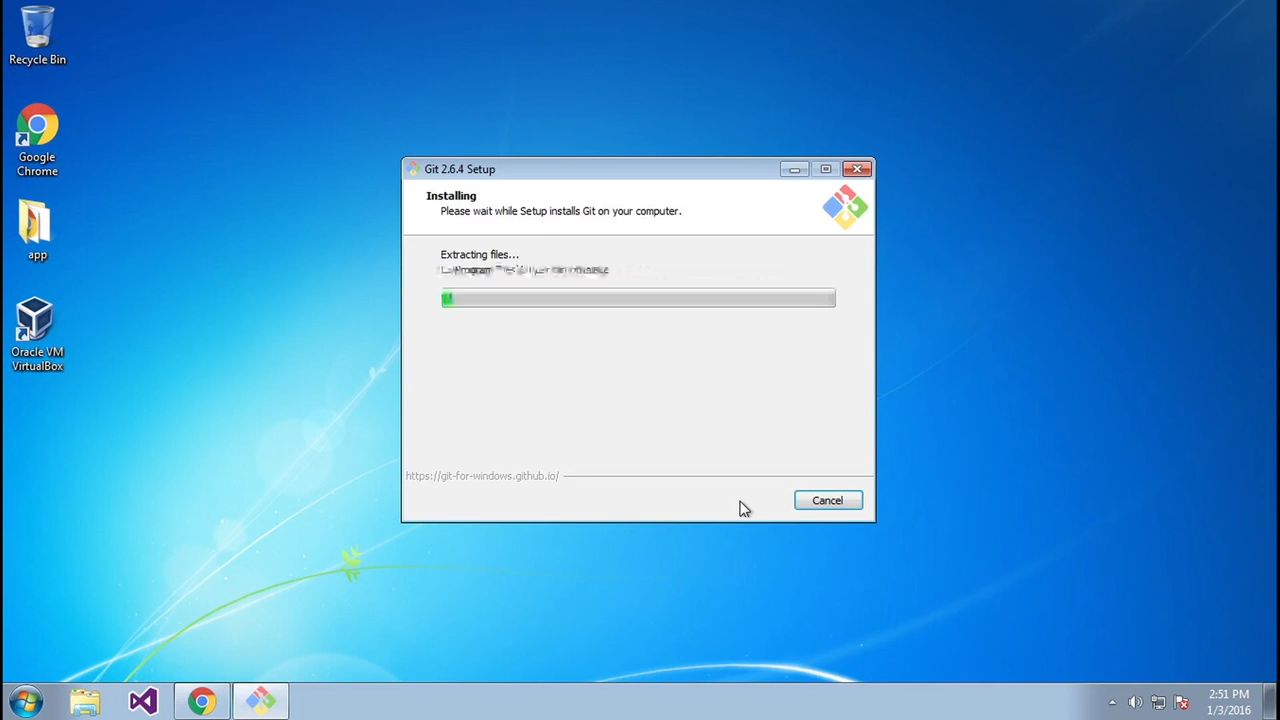 Recycle Bin
Google
Chrome
app
Oracle VM
VirtualBox
Git 2.6.4 Setup
Installing
Please wait while Setup installs Git on your computer.
Extracting files...
https://git-for-windows.github.io/
Cancel
2:51 PM
1/3/2016